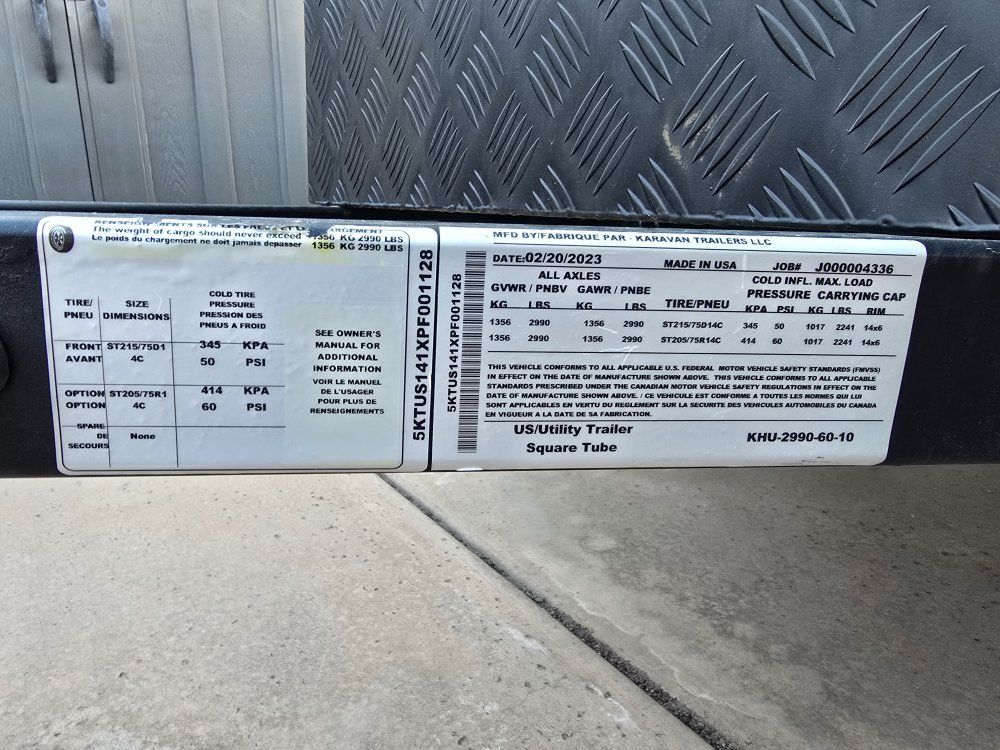 RENSEIGNEMENTS SUR LES PNEUS ET LE CHARGEMENT
The weight of cargo should never exceed 1356 KG 2990 LBS
Le poids du chargement ne doit jamais depasser 1356 KG 2990 LBS
TIRE/ SIZE COLD TIRE
PNEU DIMENSIONS PRESSURE
PRESSION DES
PNEUS A FROID
FRONT ST215/75D1 345 KPA
AVANT 4C 50 PSI
OPTION ST205/75R1 414 KPA
OPTION 4C 60 PSI
SPARE
DE None
SECOURS
SEE OWNER'S
MANUAL FOR
ADDITIONAL
INFORMATION
VOIR LE MANUEL
DE L'USAGER
POUR PLUS DE
RENSEIGNEMENTS
5KTUS141XPF001128
5KTUS141XPF001128
MFD BY/FABRIQUE PAR - KARAVAN TRAILERS LLC
DATE:02/20/2023 MADE IN USA JOB# J000004336
ALL AXLES COLD INFL. MAX. LOAD
GVWR / PNBV GAWR / PNBE PRESSURE CARRYING CAP
KG LBS KG LBS TIRE/PNEU KPA PSI KG LBS RIM
1356 2990 1356 2990 ST215/75D14C 345 50 1017 2241 14x6
1356 2990 1356 2990 ST205/75R14C 414 60 1017 2241 14x6
THIS VEHICLE CONFORMS TO ALL APPLICABLE U.S. FEDERAL MOTOR VEHICLE SAFETY STANDARDS (FMVSS)
IN EFFECT ON THE DATE OF MANUFACTURE SHOWN ABOVE. THIS VEHICLE CONFORMS TO ALL APPLICABLE
STANDARDS PRESCRIBED UNDER THE CANADIAN MOTOR VEHICLE SAFETY REGULATIONS IN EFFECT ON THE
DATE OF MANUFACTURE SHOWN ABOVE. / CE VEHICULE EST CONFORME A TOUTES LES NORMES QUI LUI
SONT APPLICABLES EN VERTU DU REGLEMENT SUR LA SECURITE DES VEHICULES AUTOMOBILES DU CANADA
EN VIGUEUR A LA DATE DE SA FABRICATION.
US/Utility Trailer
Square Tube KHU-2990-60-10